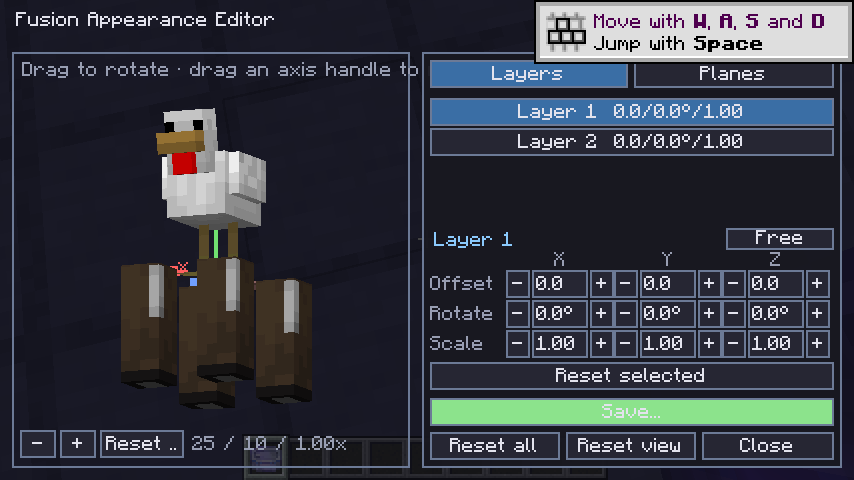 Fusion Appearance Editor
Move with W, A, S and D
Jump with Space
Drag to rotate · drag an axis handle to
Layers
Planes
Layer 1 0.0/0.0°/1.00
Layer 2 0.0/0.0°/1.00
Layer 1
Free
X Y Z
Offset - 0.0 + - 0.0 + - 0.0 +
Rotate - 0.0° + - 0.0° + - 0.0° +
Scale - 1.00 + - 1.00 + - 1.00 +
Reset selected
Save...
- + Reset .. 25 / 10 / 1.00x
Reset all
Reset view
Close